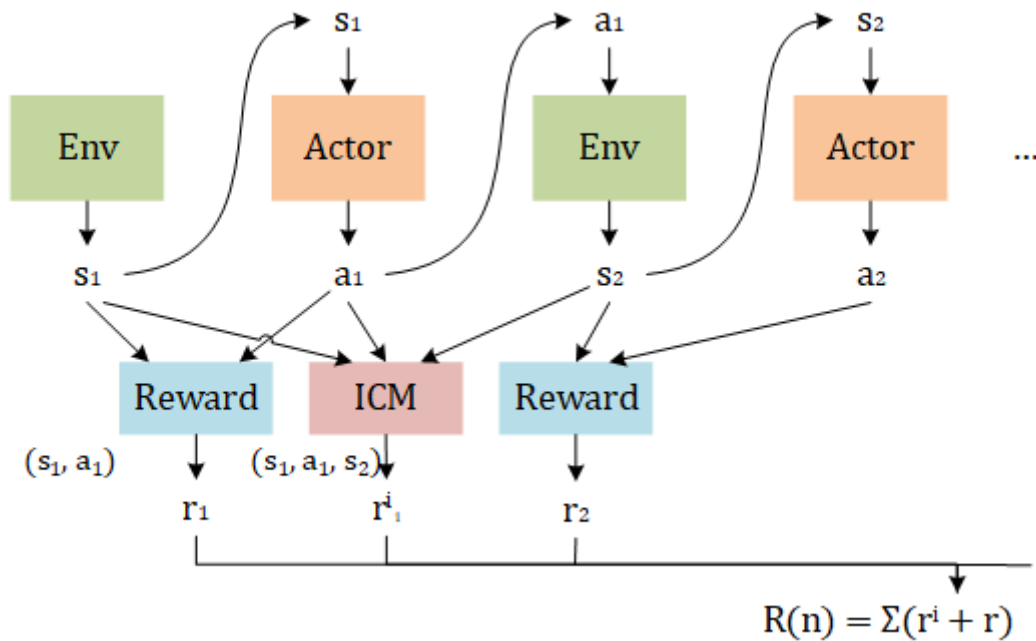 s₁ a₁ s₂
Env Actor Env Actor ...
s₁ a₁ s₂ a₂
Reward ICM Reward
(s₁, a₁) (s₁, a₁, s₂)
r₁ rⁱ₁ r₂
R(n) = Σ(rⁱ + r)